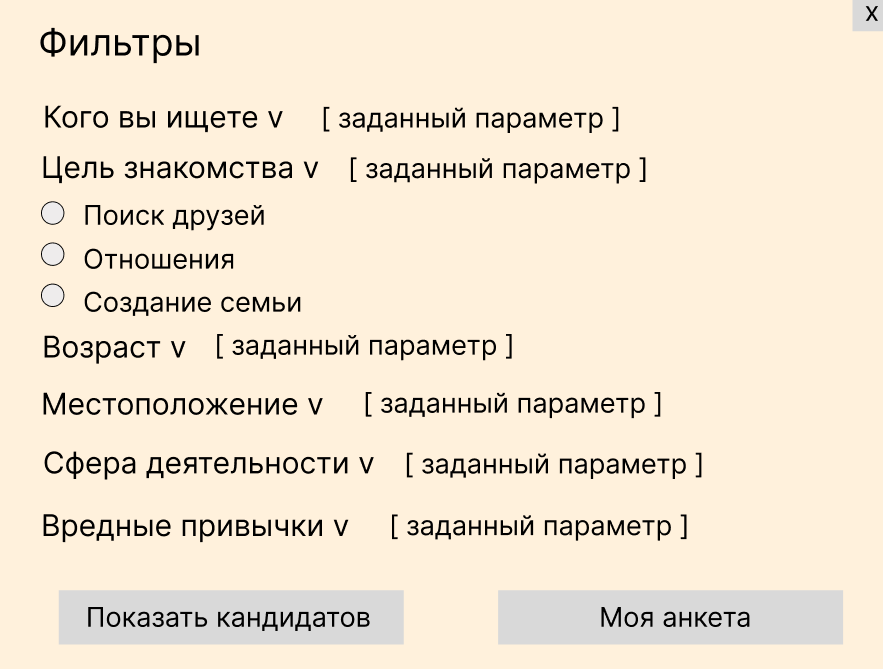 X
Фильтры
Кого вы ищете v [ заданный параметр ]
Цель знакомства v [ заданный параметр ]
Поиск друзей
Отношения
Создание семьи
Возраст v [ заданный параметр ]
Местоположение v [ заданный параметр ]
Сфера деятельности v [ заданный параметр ]
Вредные привычки v [ заданный параметр ]
Показать кандидатов Моя анкета